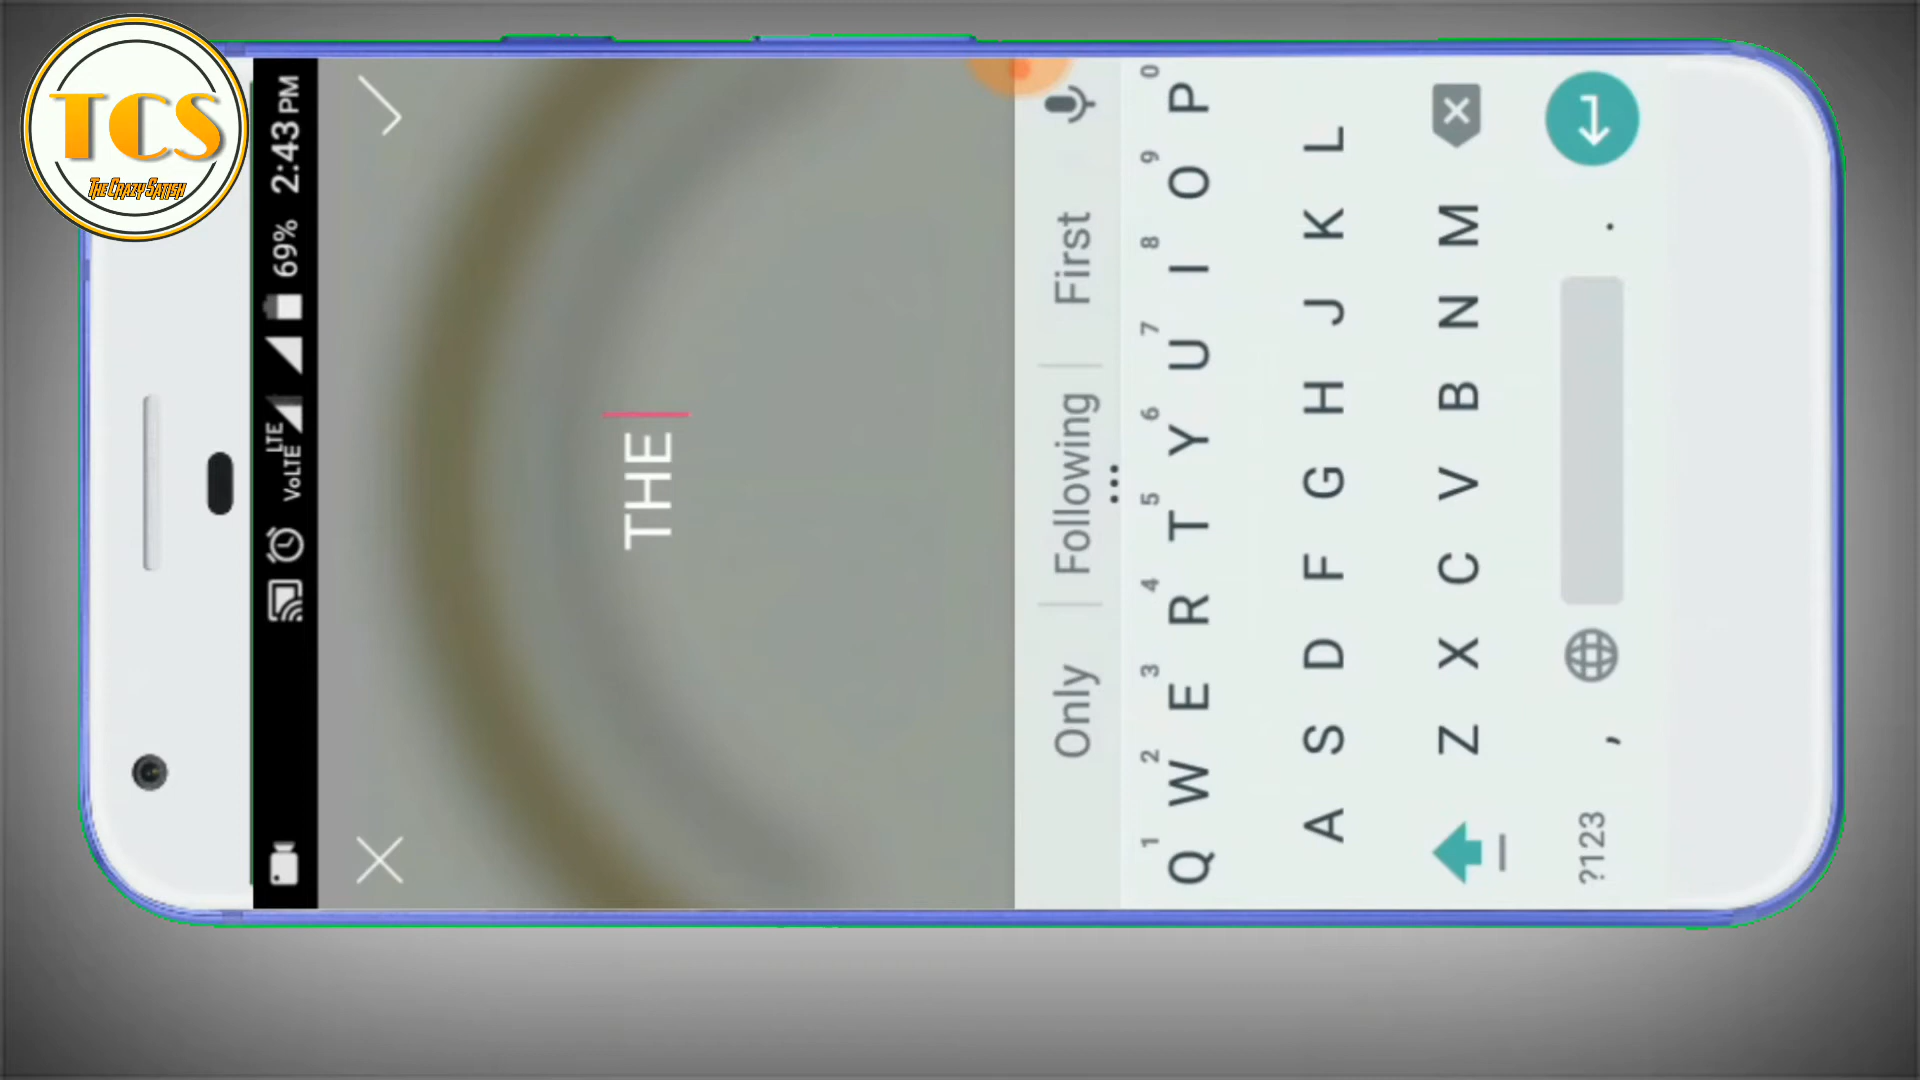 TCS
THE CRAZY SATISH
LTE
VoLTE
69%
2:43 PM
THE
Only
Following
First
1 2 3 4 5 6 7 8 9 0
Q W E R T Y U I O P
A S D F G H J K L
Z X C V B N M
?123 , .